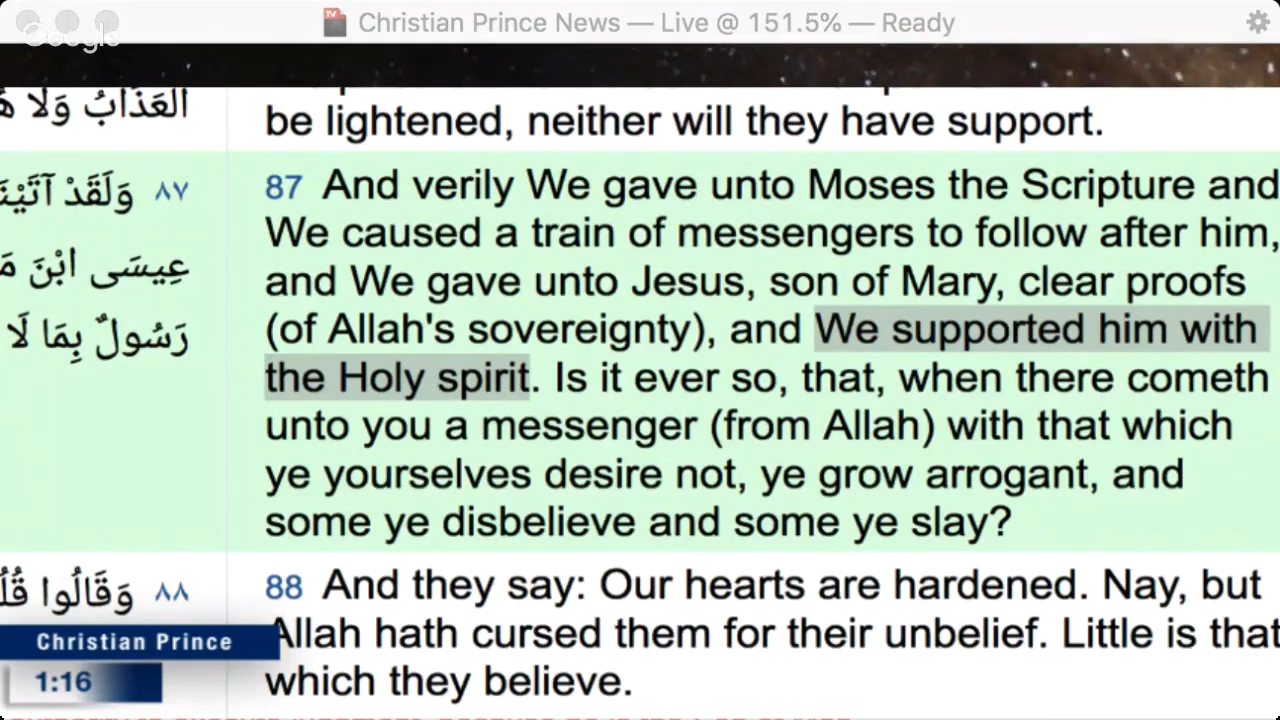 Christian Prince News — Live @ 151.5% — Ready
Google
العَذَابُ وَلَا
be lightened, neither will they have support.
٨٧ وَلَقَدْ آتَيْنَا
87 And verily We gave unto Moses the Scripture and
We caused a train of messengers to follow after him,
عِيسَى ابْنَ
and We gave unto Jesus, son of Mary, clear proofs
رَسُولٌ بِمَا لَا
(of Allah's sovereignty), and We supported him with
the Holy spirit. Is it ever so, that, when there cometh
unto you a messenger (from Allah) with that which
ye yourselves desire not, ye grow arrogant, and
some ye disbelieve and some ye slay?
٨٨ وَقَالُوا
88 And they say: Our hearts are hardened. Nay, but
Allah hath cursed them for their unbelief. Little is that
which they believe.
Christian Prince
1:16